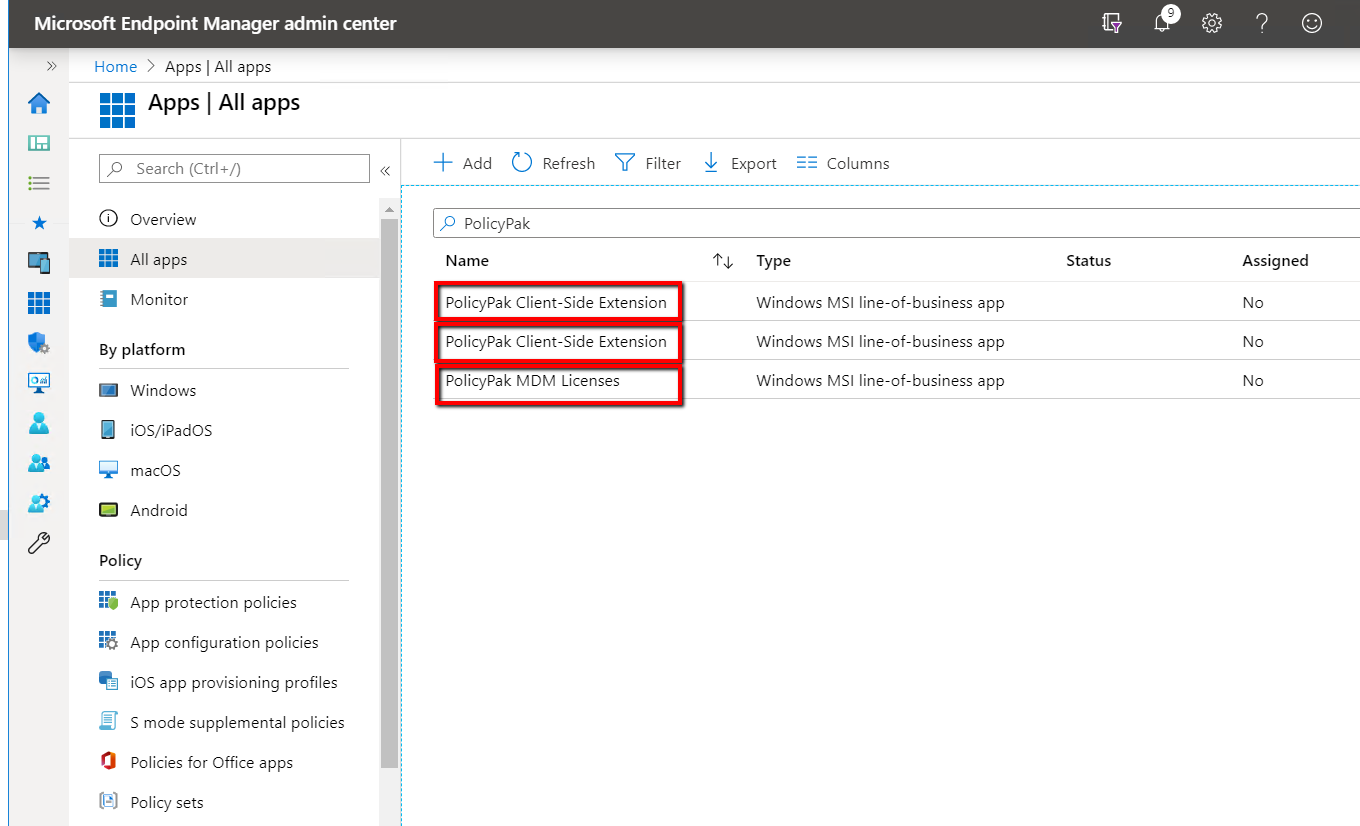 Microsoft Endpoint Manager admin center
9
Home > Apps | All apps
Apps | All apps
Search (Ctrl+/)
Overview
All apps
Monitor
By platform
Windows
iOS/iPadOS
macOS
Android
Policy
App protection policies
App configuration policies
iOS app provisioning profiles
S mode supplemental policies
Policies for Office apps
Policy sets
Add Refresh Filter Export Columns
PolicyPak
Name Type Status Assigned
PolicyPak Client-Side Extension Windows MSI line-of-business app No
PolicyPak Client-Side Extension Windows MSI line-of-business app No
PolicyPak MDM Licenses Windows MSI line-of-business app No